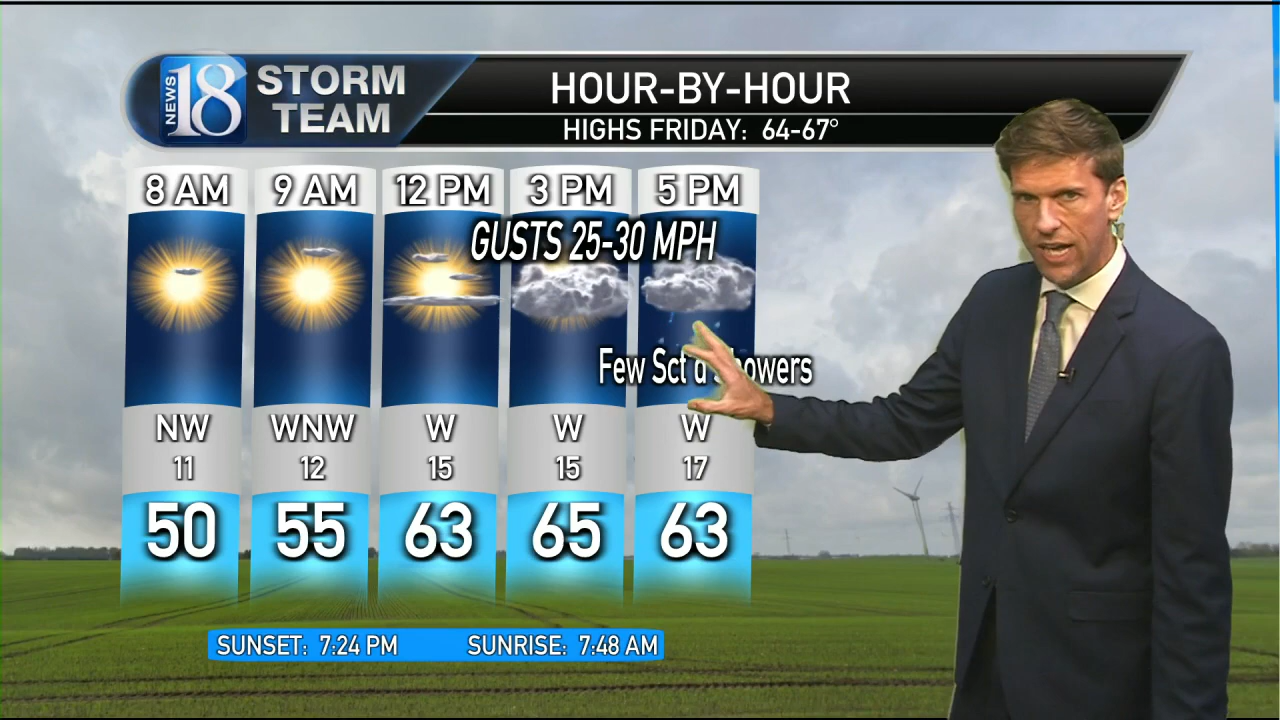 NEWS 18 STORM TEAM
HOUR-BY-HOUR
HIGHS FRIDAY: 64-67°
8 AM 9 AM 12 PM 3 PM 5 PM
GUSTS 25-30 MPH
Few Sct'd Showers
NW WNW W W W
11 12 15 15 17
50 55 63 65 63
SUNSET: 7:24 PM SUNRISE: 7:48 AM